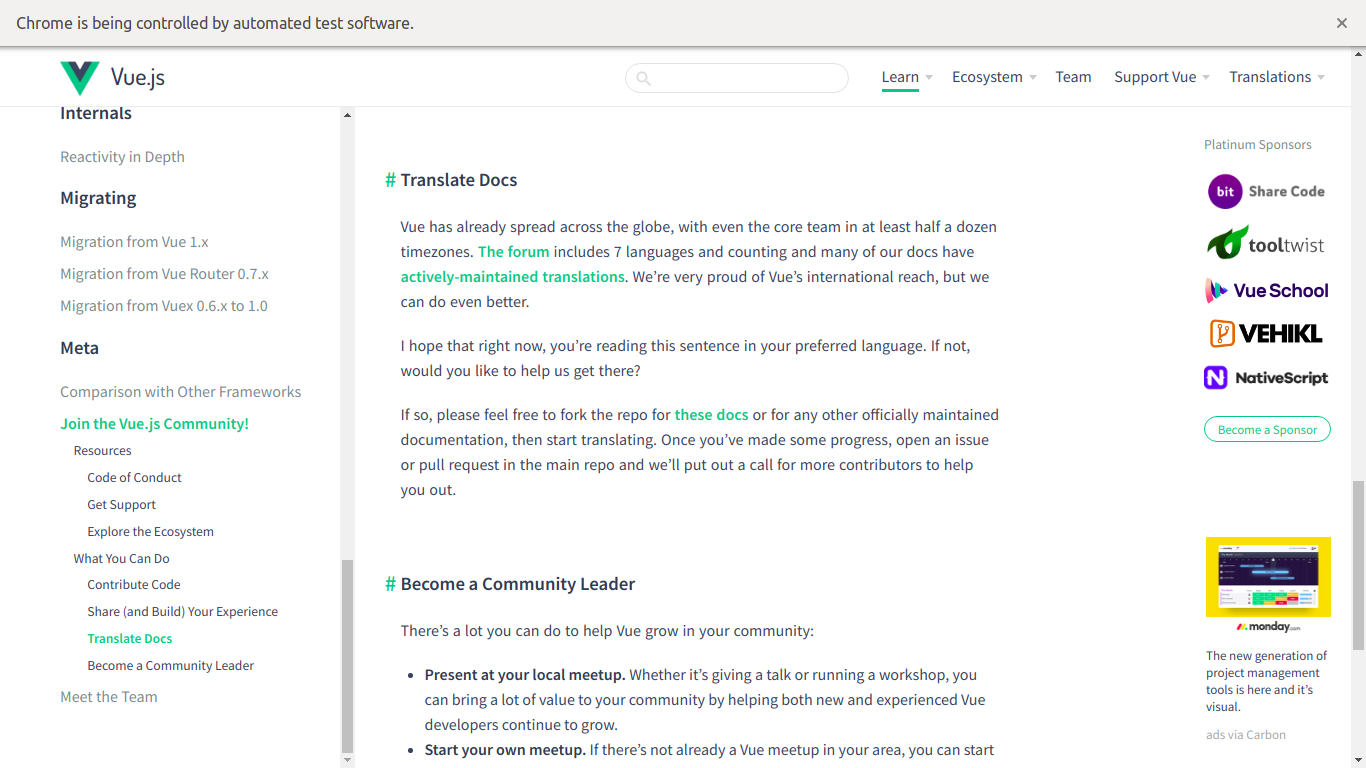 Chrome is being controlled by automated test software.
Vue.js
Learn
Ecosystem
Team
Support Vue
Translations
Internals
Reactivity in Depth
Migrating
Migration from Vue 1.x
Migration from Vue Router 0.7.x
Migration from Vuex 0.6.x to 1.0
Meta
Comparison with Other Frameworks
Join the Vue.js Community!
Resources
Code of Conduct
Get Support
Explore the Ecosystem
What You Can Do
Contribute Code
Share (and Build) Your Experience
Translate Docs
Become a Community Leader
Meet the Team
# Translate Docs
Vue has already spread across the globe, with even the core team in at least half a dozen
timezones. The forum includes 7 languages and counting and many of our docs have
actively-maintained translations. We’re very proud of Vue’s international reach, but we
can do even better.
I hope that right now, you’re reading this sentence in your preferred language. If not,
would you like to help us get there?
If so, please feel free to fork the repo for these docs or for any other officially maintained
documentation, then start translating. Once you’ve made some progress, open an issue
or pull request in the main repo and we’ll put out a call for more contributors to help
you out.
# Become a Community Leader
There’s a lot you can do to help Vue grow in your community:
• Present at your local meetup. Whether it’s giving a talk or running a workshop, you
can bring a lot of value to your community by helping both new and experienced Vue
developers continue to grow.
• Start your own meetup. If there’s not already a Vue meetup in your area, you can start
Platinum Sponsors
bit Share Code
tooltwist
Vue School
VEHIKL
NativeScript
Become a Sponsor
monday.com
The new generation of
project management
tools is here and it’s
visual.
ads via Carbon